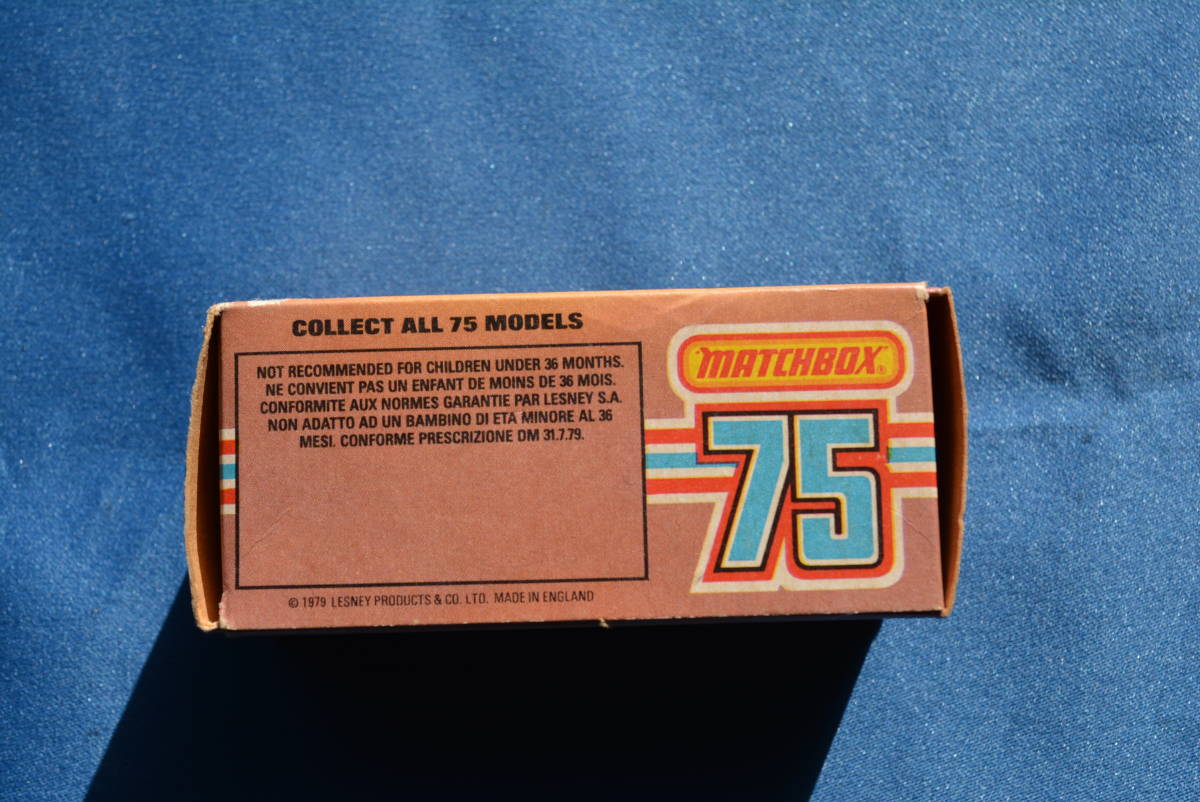 COLLECT ALL 75 MODELS
NOT RECOMMENDED FOR CHILDREN UNDER 36 MONTHS.
NE CONVIENT PAS UN ENFANT DE MOINS DE 36 MOIS.
CONFORMITE AUX NORMES GARANTIE PAR LESNEY S.A.
NON ADATTO AD UN BAMBINO DI ETA MINORE AL 36
MESI. CONFORME PRESCRIZIONE DM 31.7.79.
© 1979 LESNEY PRODUCTS & CO. LTD. MADE IN ENGLAND
MATCHBOX®
75